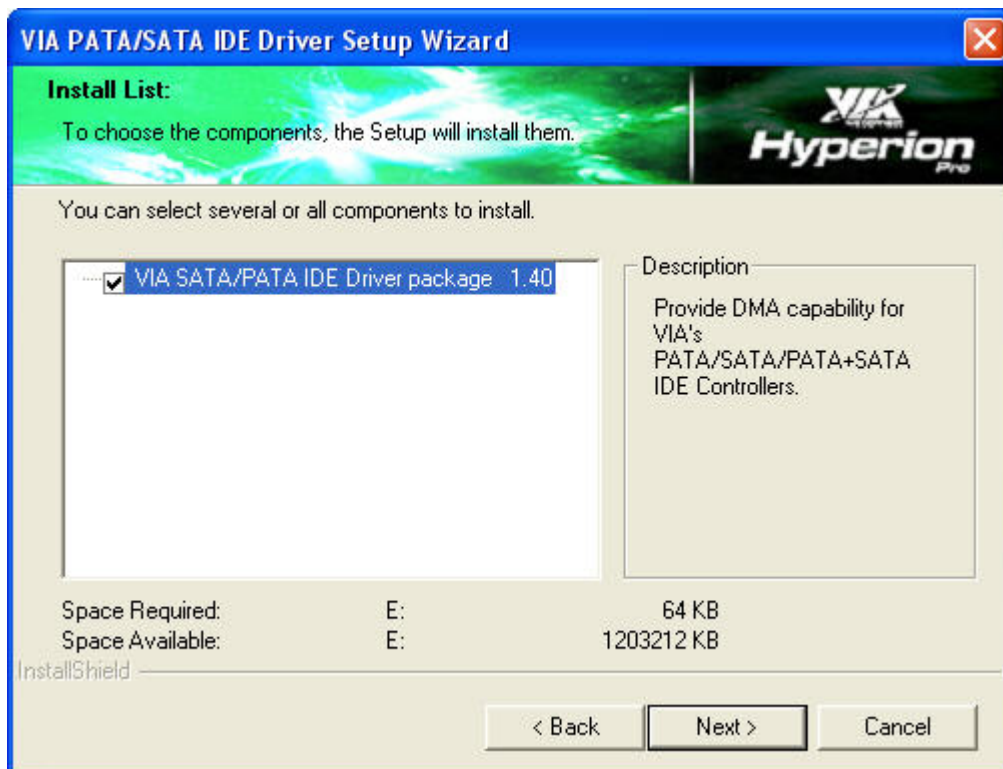 VIA PATA/SATA IDE Driver Setup Wizard
Install List:
To choose the components, the Setup will install them.
VIA
Hyperion
Pro
You can select several or all components to install.
VIA SATA/PATA IDE Driver package 1.40
Description
Provide DMA capability for
VIA's
PATA/SATA/PATA+SATA
IDE Controllers.
Space Required: E: 64 KB
Space Available: E: 1203212 KB
InstallShield
< Back
Next >
Cancel